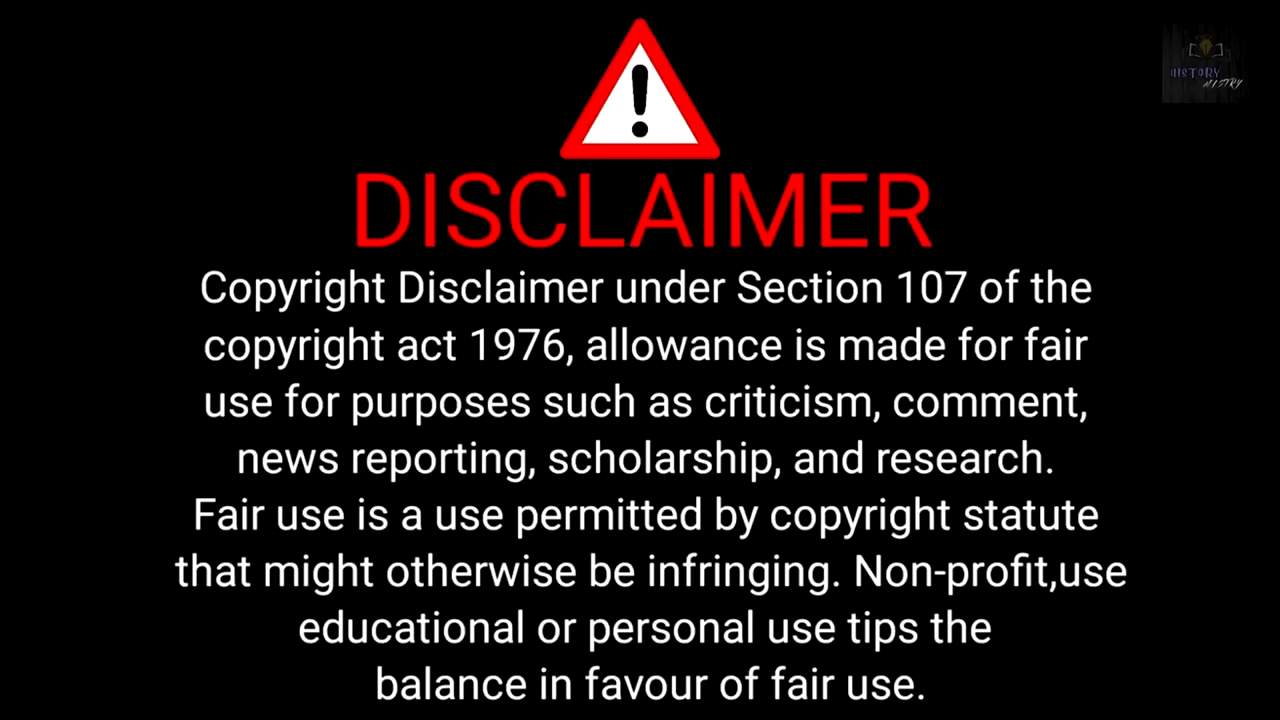 HISTORY
MISTRY
DISCLAIMER
Copyright Disclaimer under Section 107 of the
copyright act 1976, allowance is made for fair
use for purposes such as criticism, comment,
news reporting, scholarship, and research.
Fair use is a use permitted by copyright statute
that might otherwise be infringing. Non-profit,use
educational or personal use tips the
balance in favour of fair use.